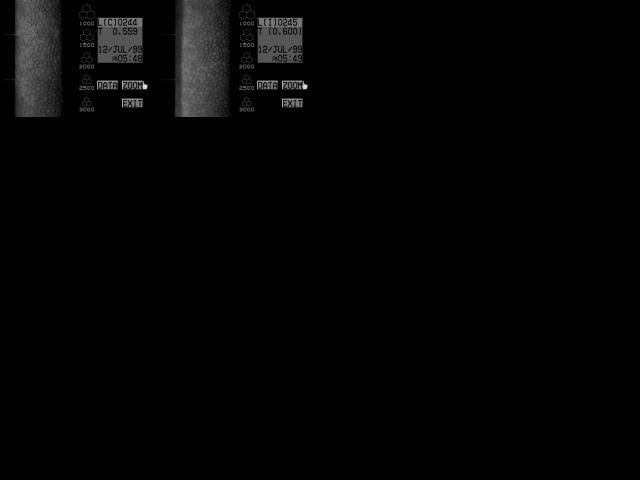 1000
L(C)0244
T 0.559
1500
12/JUL/99
PM05:48
2000
2500
DATA ZOOM
EXIT
3000
1000
L(I)0245
T (0.600)
1500
12/JUL/99
PM05:49
2000
2500
DATA ZOOM
EXIT
3000